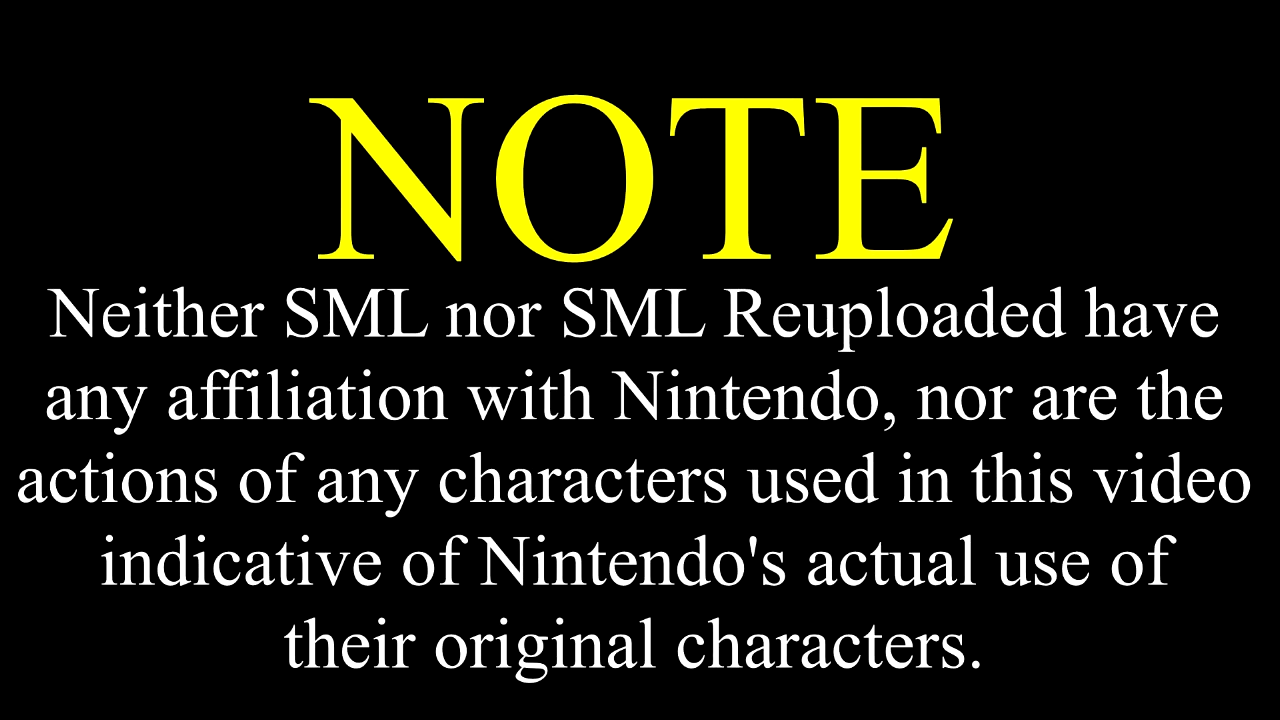 NOTE
Neither SML nor SML Reuploaded have
any affiliation with Nintendo, nor are the
actions of any characters used in this video
indicative of Nintendo's actual use of
their original characters.